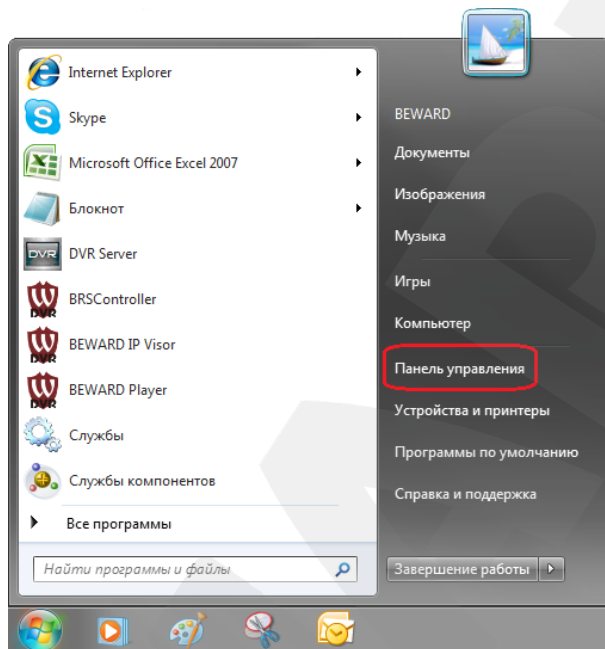 Internet Explorer
Skype
Microsoft Office Excel 2007
Блокнот
DVR Server
BRSController
BEWARD IP Visor
BEWARD Player
Службы
Службы компонентов
Все программы
Найти программы и файлы
BEWARD
Документы
Изображения
Музыка
Игры
Компьютер
Панель управления
Устройства и принтеры
Программы по умолчанию
Справка и поддержка
Завершение работы